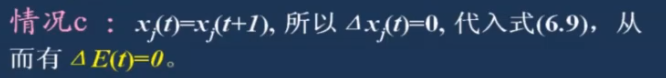 情况c : xⱼ(t)=xⱼ(t+1), 所以 Δxⱼ(t)=0, 代入式(6.9)，从
而有 ΔE(t)=0。